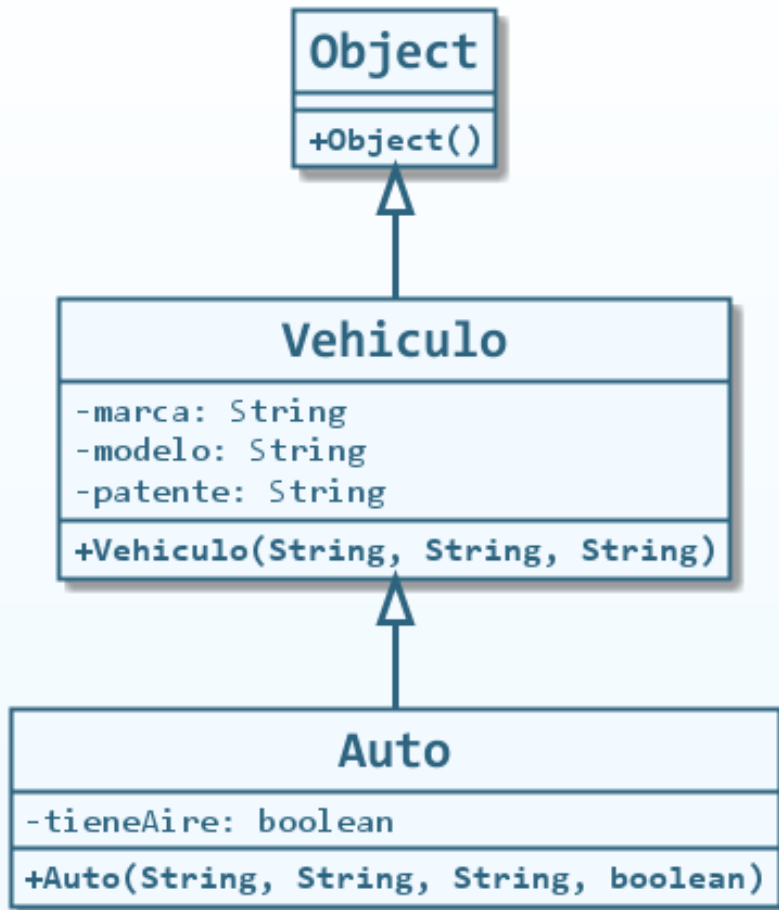 Object
+Object()
Vehiculo
-marca: String
-modelo: String
-patente: String
+Vehiculo(String, String, String)
Auto
-tieneAire: boolean
+Auto(String, String, String, boolean)